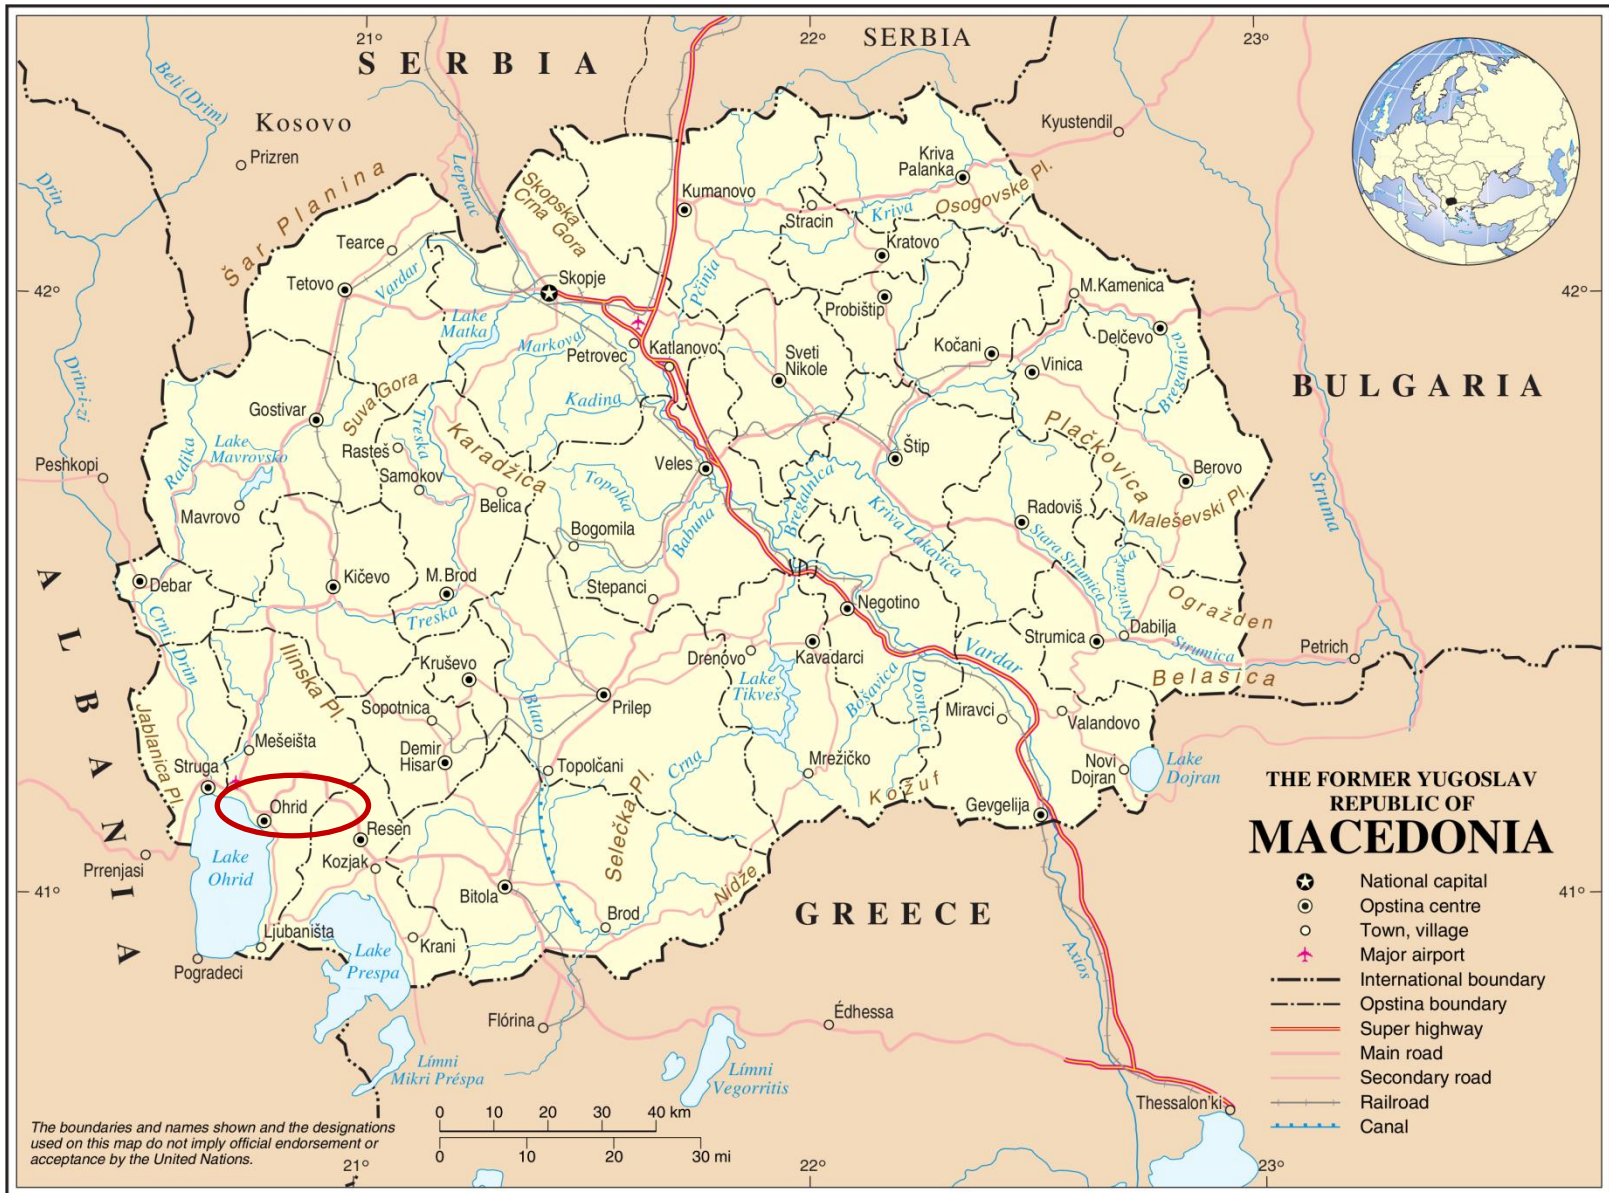 21°
22°
23°
SERBIA
SERBIA
Beli (Drim)
Kosovo
Prizren
Kyustendil
Drin
Lepenac
Kriva
Palanka
Skopska
Crna Gora
Kumanovo
Osogovske Pl.
Stracin
Kriva
Šar Planina
Tearce
Kratovo
Vardar
Pčinja
Tetovo
Skopje
M.Kamenica
42°
42°
Probištip
Lake
Matka
Delčevo
Markova
Petrovec
Katlanovo
Kočani
Sveti
Nikole
Vinica
Bregalnica
Drin-i-zi
BULGARIA
Suva Gora
Kadina
Gostivar
Treska
Karadžica
Plačkovica
Lake
Mavrovsko
Radika
Rasteš
Štip
Peshkopi
Veles
Berovo
Samokov
Topolka
Bregalnica
Belica
Struma
Mavrovo
Radoviš
Maleševski Pl.
Bogomila
Babuna
Kriva Lakavica
Stara Strumica
ALBANIA
Debar
Kičevo
M.Brod
Stepanci
Ogražden
Negotino
Treska
Crni Drim
Dabilja
Strumica
Strumica
Petrich
Ilinska Pl.
Kruševo
Drenovo
Kavadarci
Vardar
Belasica
Lake
Tikveš
Bošavica
Dosnica
Blato
Prilep
Sopotnica
Miravci
Valandovo
Jablanica Pl.
Mešeišta
Demir
Hisar
Struga
Topolčani
Crna
Mrežičko
Novi
Dojran
Lake
Dojran
Selečka Pl.
Kožuf
Ohrid
Gevgelija
Resen
Lake
Ohrid
Prrenjasi
Kozjak
Nidže
41°
41°
Bitola
GREECE
Brod
Ljubaništa
Krani
Lake
Prespa
Pogradeci
Axios
Flórina
Édhessa
Límni
Mikri Préspa
Límni
Vegorritis
Thessalon'ki
THE FORMER YUGOSLAV
REPUBLIC OF
MACEDONIA
National capital
Opstina centre
Town, village
Major airport
International boundary
Opstina boundary
Super highway
Main road
Secondary road
Railroad
Canal
0 10 20 30 40 km
0 10 20 30 mi
The boundaries and names shown and the designations
used on this map do not imply official endorsement or
acceptance by the United Nations.
21°
22°
23°